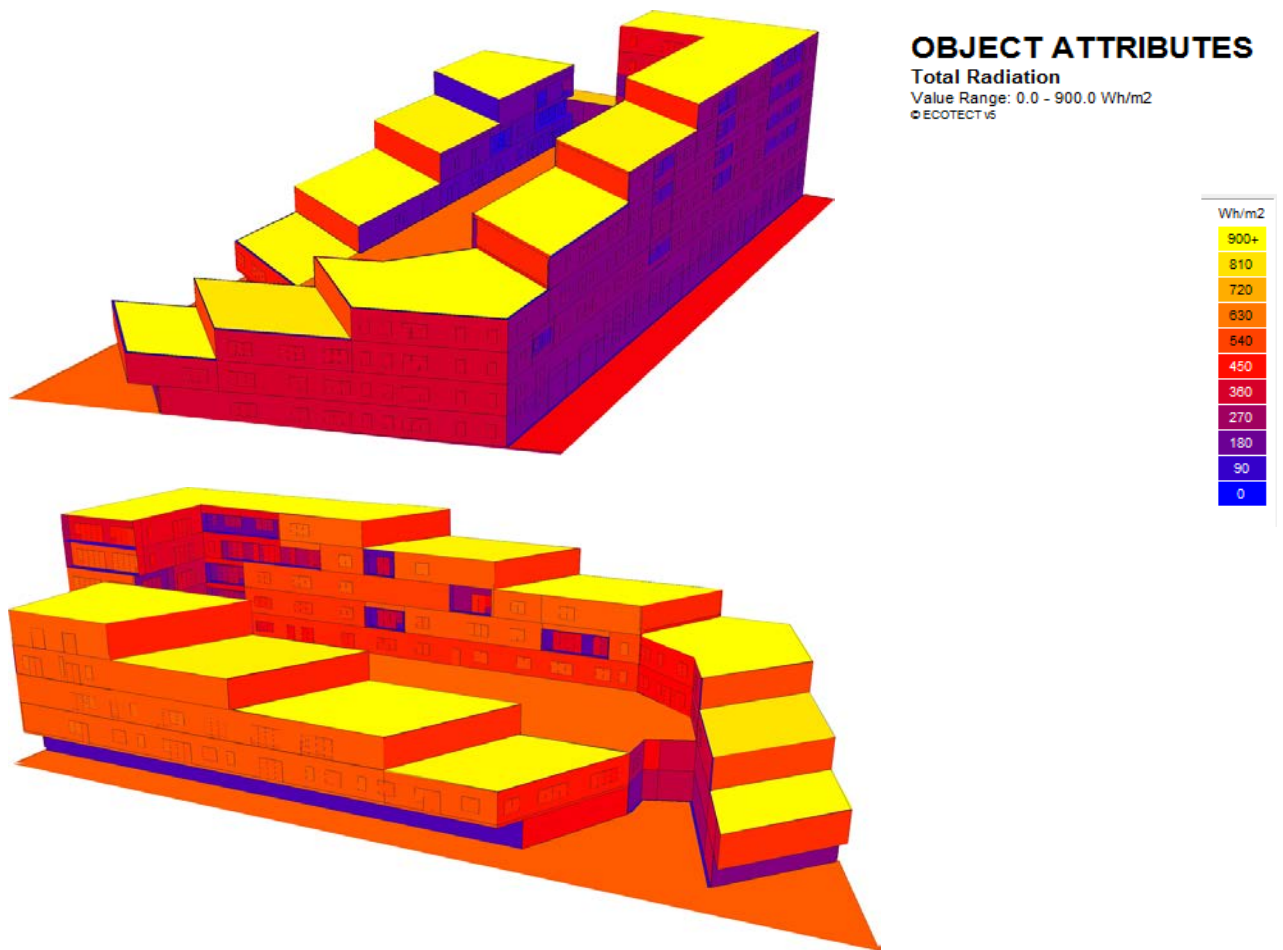 OBJECT ATTRIBUTES
Total Radiation
Value Range: 0.0 - 900.0 Wh/m2
© ECOTECT v5
Wh/m2
900+
810
720
630
540
450
360
270
180
90
0